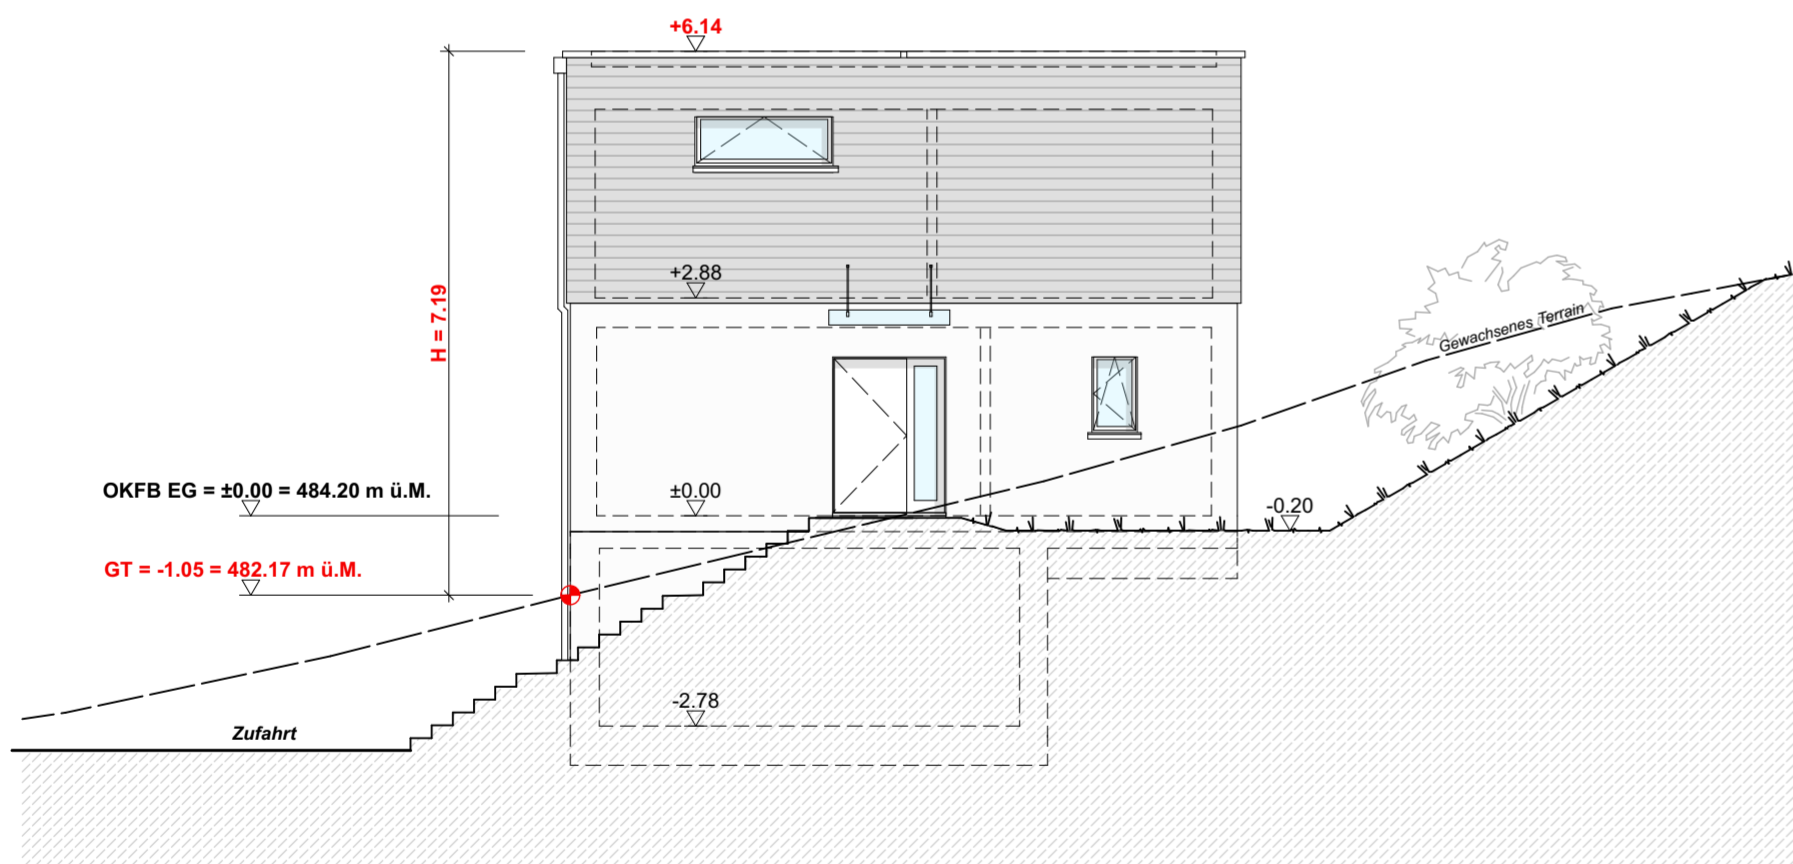 +6.14
H = 7.19
+2.88
Gewachsenes Terrain
OKFB EG = ±0.00 = 484.20 m ü.M.
±0.00
-0.20
GT = -1.05 = 482.17 m ü.M.
-2.78
Zufahrt